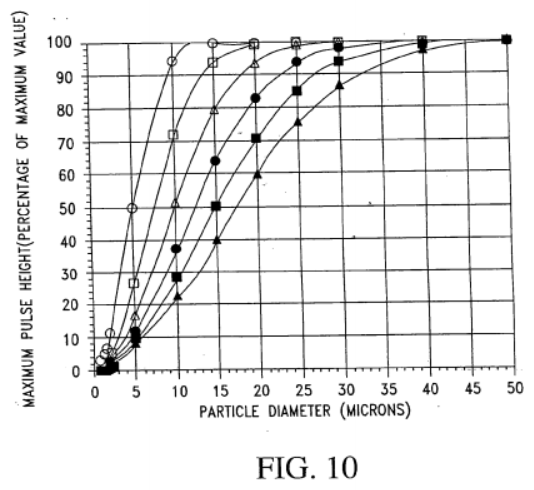 MAXIMUM PULSE HEIGHT(PERCENTAGE OF MAXIMUM VALUE)
100
90
80
70
60
50
40
30
20
10
0
0 5 10 15 20 25 30 35 40 45 50
PARTICLE DIAMETER (MICRONS)
FIG. 10